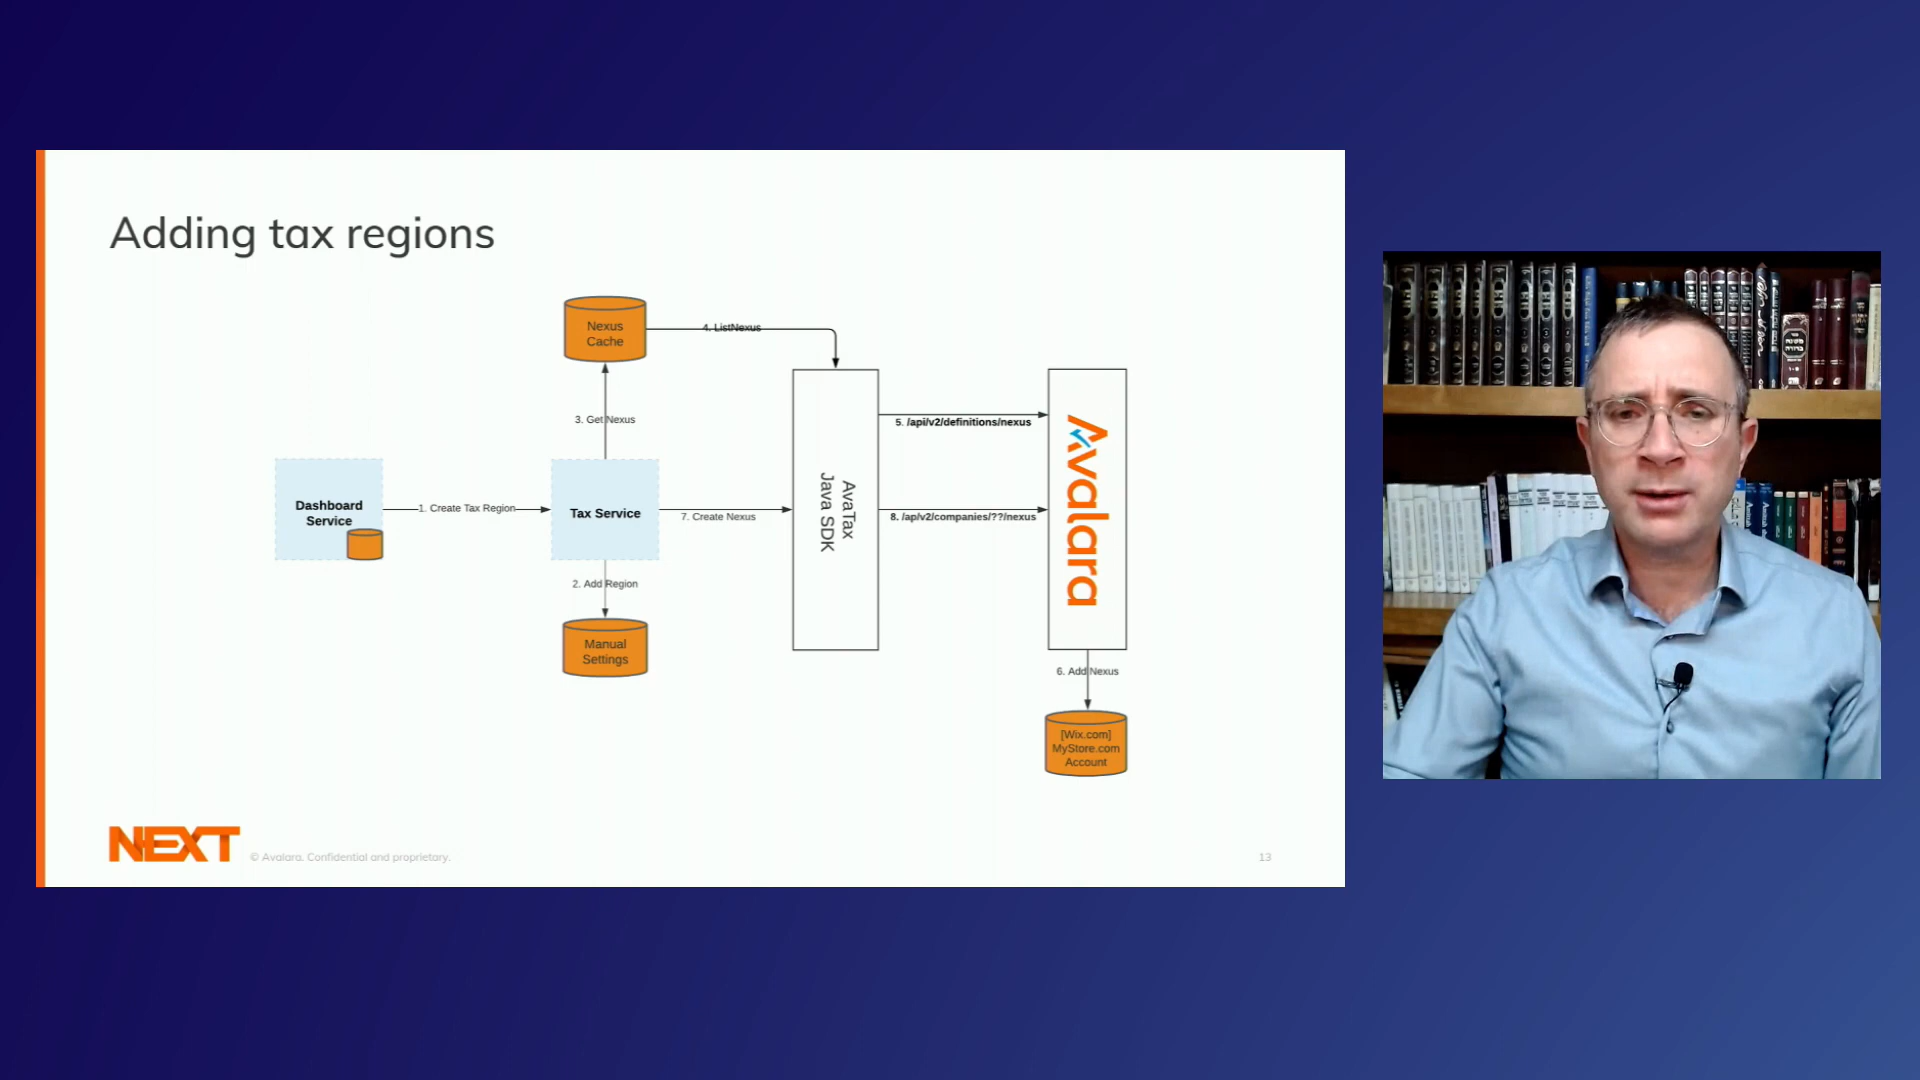 Adding tax regions
Nexus
Cache
4. ListNexus
3. Get Nexus
5. /api/v2/definitions/nexus
Dashboard
Service
1. Create Tax Region
Tax Service
7. Create Nexus
AvaTax
Java SDK
8. /ap/v2/companies/??/nexus
Avalara
2. Add Region
Manual
Settings
6. Add Nexus
[Wix.com]
MyStore.com
Account
NEXT
© Avalara. Confidential and proprietary.
13